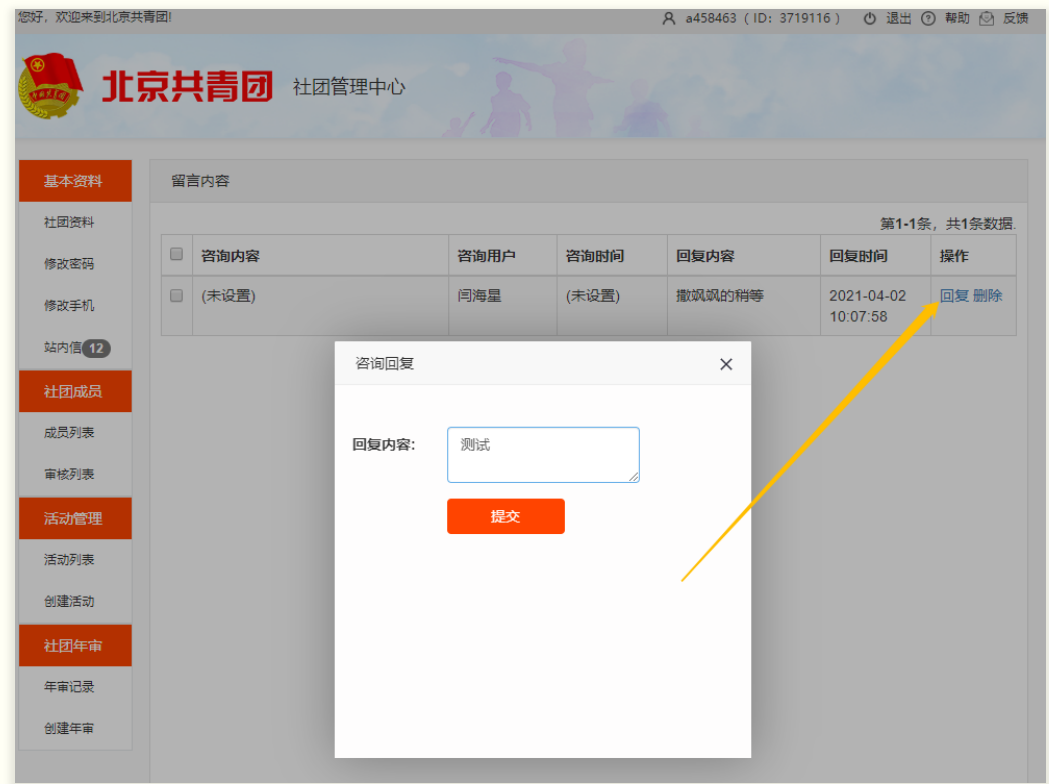 您好，欢迎来到北京共青团!
a458463 (ID: 3719116) 退出 帮助 反馈
北京共青团 社团管理中心
基本资料
社团资料
修改密码
修改手机
站内信 12
社团成员
成员列表
审核列表
活动管理
活动列表
创建活动
社团年审
年审记录
创建年审
留言内容
第1-1条，共1条数据.
咨询内容 咨询用户 咨询时间 回复内容 回复时间 操作
(未设置) 闫海星 (未设置) 撒飒飒的稍等 2021-04-02 回复 删除
10:07:58
咨询回复
回复内容: 测试
提交